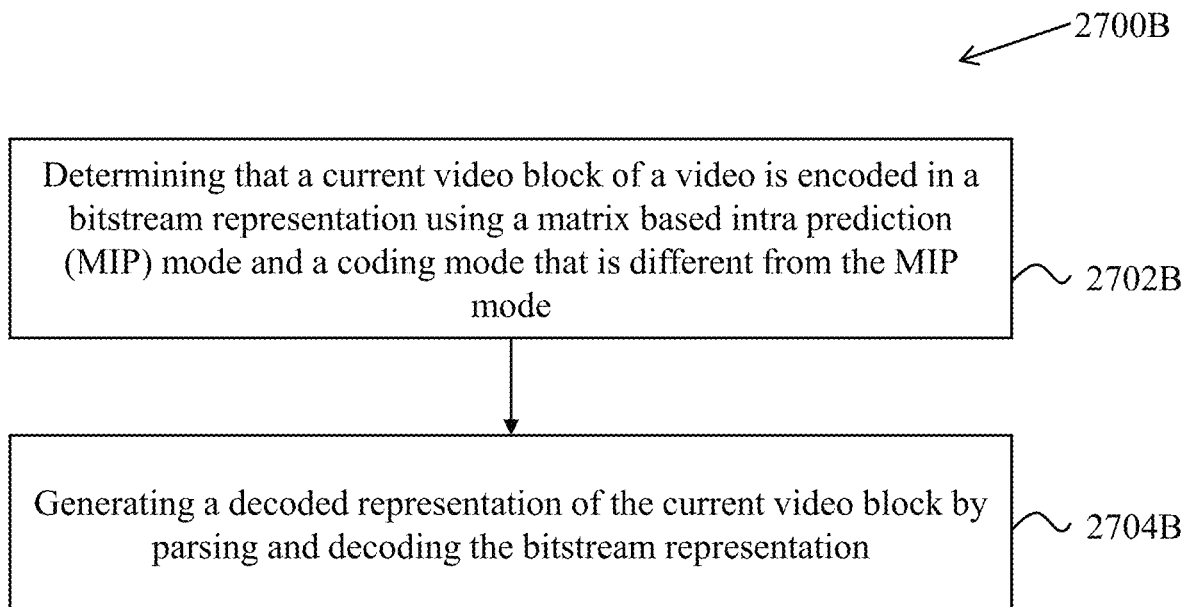 2700B
Determining that a current video block of a video is encoded in a
bitstream representation using a matrix based intra prediction
(MIP) mode and a coding mode that is different from the MIP
mode
2702B
Generating a decoded representation of the current video block by
parsing and decoding the bitstream representation
2704B